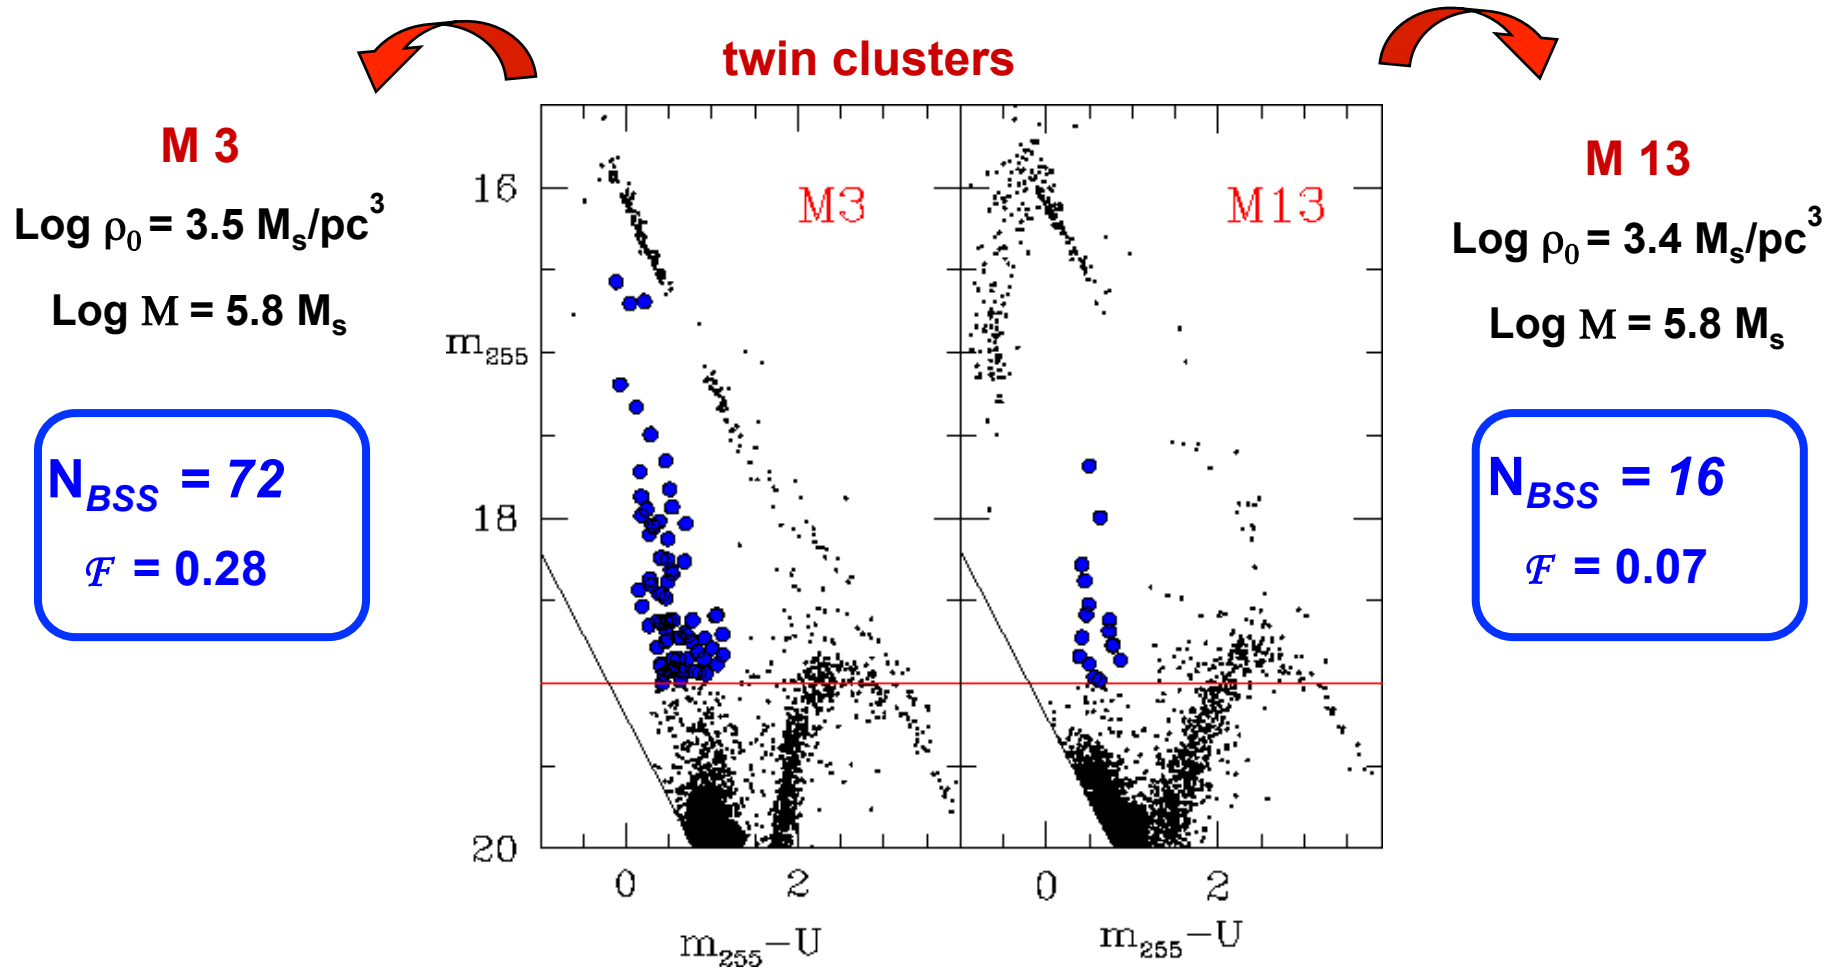 twin clusters
M 3
Log ρ₀ = 3.5 Mₛ/pc³
Log M = 5.8 Mₛ
N_BSS = 72
ℱ = 0.28
M3
M13
16
m₂₅₅
18
20
0
2
0
2
m₂₅₅-U
m₂₅₅-U
M 13
Log ρ₀ = 3.4 Mₛ/pc³
Log M = 5.8 Mₛ
N_BSS = 16
ℱ = 0.07